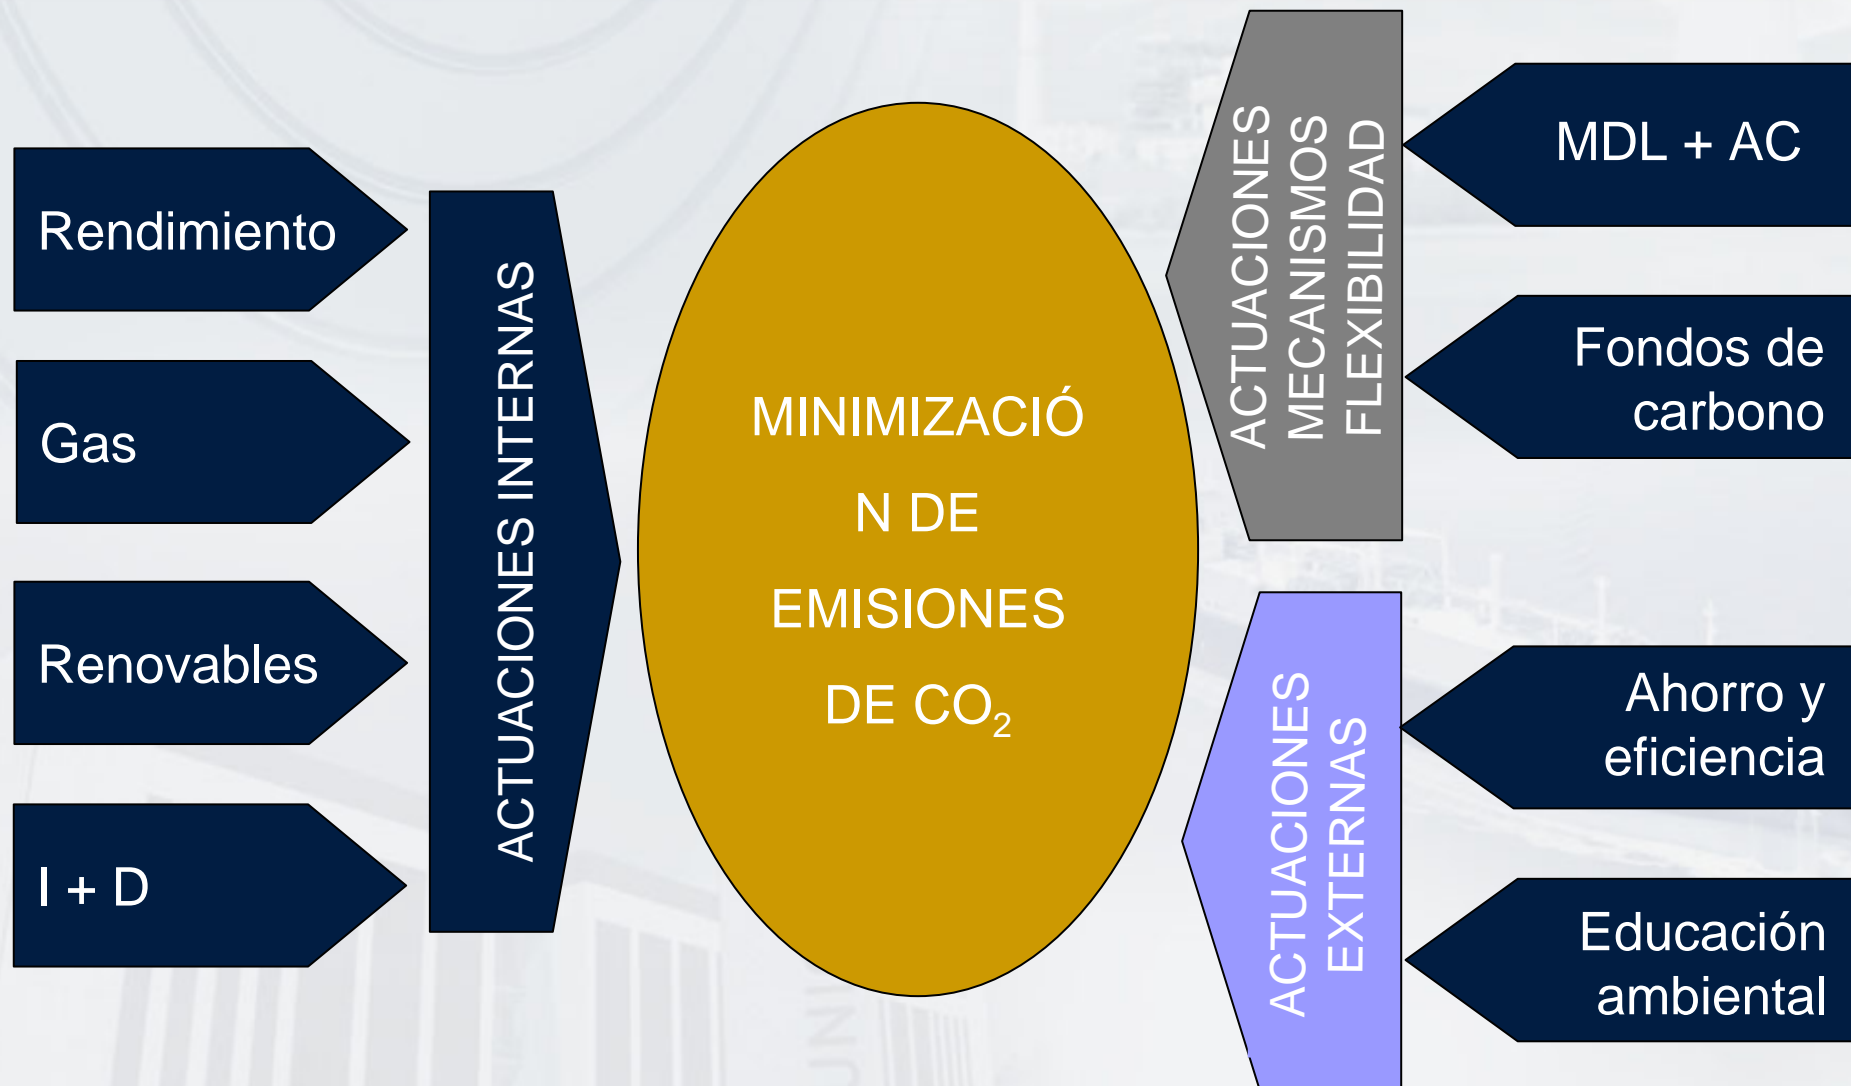 Rendimiento
Gas
Renovables
I + D
ACTUACIONES INTERNAS
MINIMIZACIÓ
N DE
EMISIONES
DE CO₂
ACTUACIONES
MECANISMOS
FLEXIBILIDAD
MDL + AC
Fondos de
carbono
ACTUACIONES
EXTERNAS
Ahorro y
eficiencia
Educación
ambiental